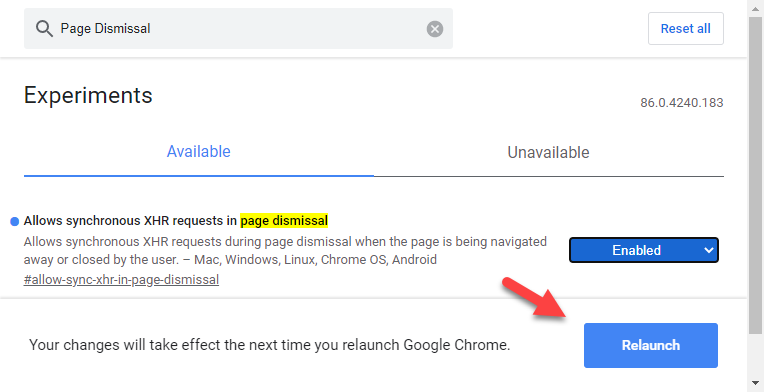 Page Dismissal
Reset all
Experiments
86.0.4240.183
Available
Unavailable
Allows synchronous XHR requests in page dismissal
Allows synchronous XHR requests during page dismissal when the page is being navigated
away or closed by the user. – Mac, Windows, Linux, Chrome OS, Android
#allow-sync-xhr-in-page-dismissal
Enabled
Your changes will take effect the next time you relaunch Google Chrome.
Relaunch